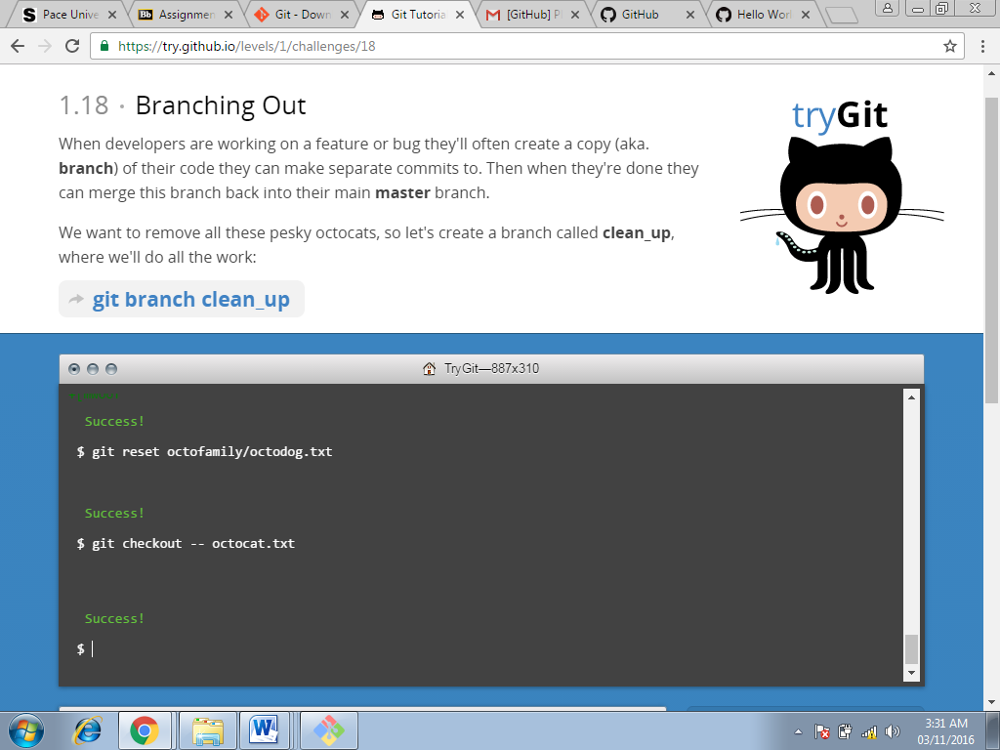 Pace Unive
Bb Assignmen
Git - Down
Git Tutoria
[GitHub] Pl
GitHub
Hello Worl
https://try.github.io/levels/1/challenges/18
1.18 · Branching Out
tryGit
When developers are working on a feature or bug they'll often create a copy (aka.
branch) of their code they can make separate commits to. Then when they're done they
can merge this branch back into their main master branch.
We want to remove all these pesky octocats, so let's create a branch called clean_up,
where we'll do all the work:
git branch clean_up
TryGit—887x310
Success!
$ git reset octofamily/octodog.txt
Success!
$ git checkout -- octocat.txt
Success!
$
3:31 AM
03/11/2016